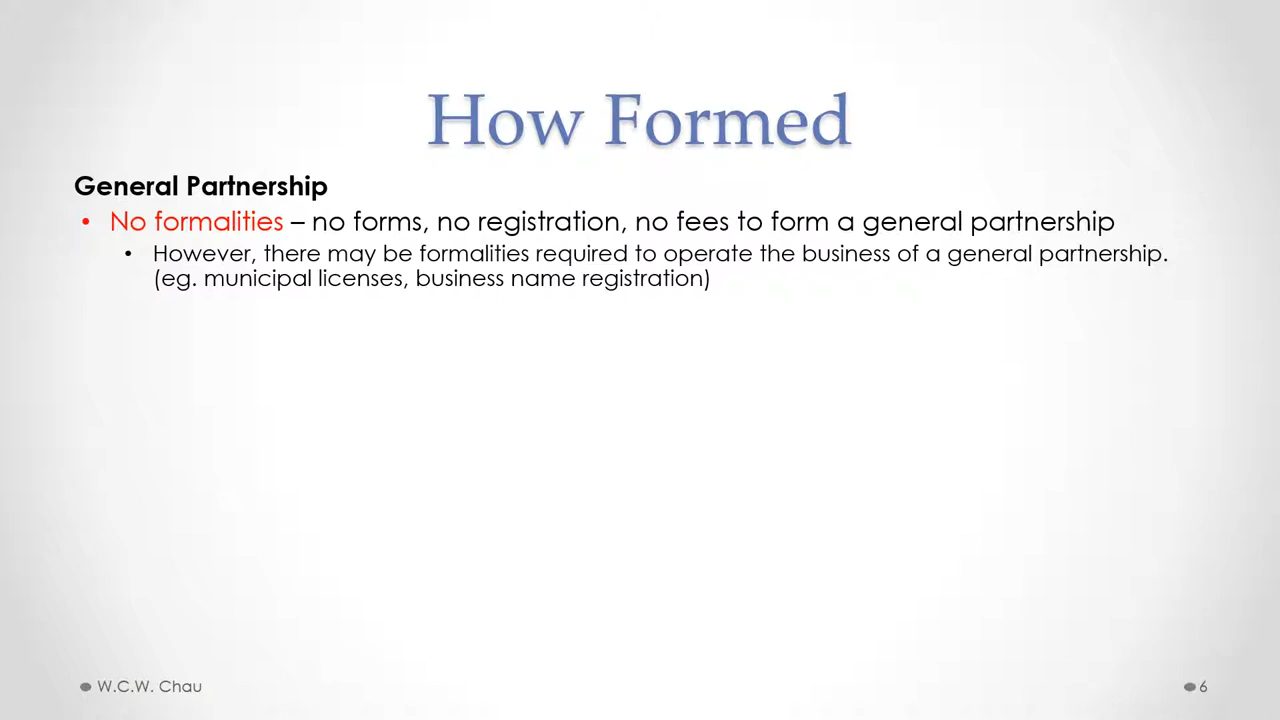 How Formed
General Partnership
• No formalities – no forms, no registration, no fees to form a general partnership
• However, there may be formalities required to operate the business of a general partnership.
(eg. municipal licenses, business name registration)
W.C.W. Chau
6